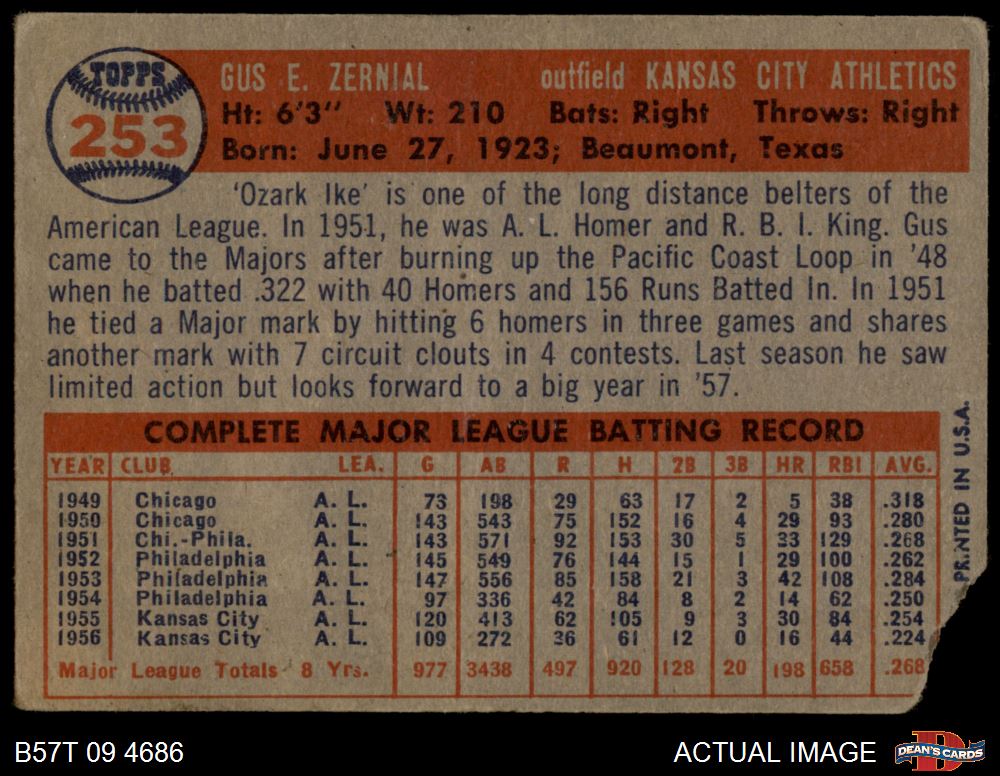 TOPPS
253
GUS E. ZERNIAL outfield KANSAS CITY ATHLETICS
Ht: 6'3" Wt: 210 Bats: Right Throws: Right
Born: June 27, 1923; Beaumont, Texas
'Ozark Ike' is one of the long distance belters of the
American League. In 1951, he was A. L. Homer and R. B. I. King. Gus
came to the Majors after burning up the Pacific Coast Loop in '48
when he batted .322 with 40 Homers and 156 Runs Batted In. In 1951
he tied a Major mark by hitting 6 homers in three games and shares
another mark with 7 circuit clouts in 4 contests. Last season he saw
limited action but looks forward to a big year in '57.
COMPLETE MAJOR LEAGUE BATTING RECORD
YEAR CLUB LEA. G AB R H 2B 3B HR RBI AVG.
1949 Chicago A. L. 73 198 29 63 17 2 5 38 .318
1950 Chicago A. L. 143 543 75 152 16 4 29 93 .280
1951 Chi.-Phila. A. L. 143 571 92 153 30 5 33 129 .268
1952 Philadelphia A. L. 145 549 76 144 15 1 29 100 .262
1953 Philadelphia A. L. 147 556 85 158 21 3 42 108 .284
1954 Philadelphia A. L. 97 336 42 84 8 2 14 62 .250
1955 Kansas City A. L. 120 413 62 105 9 3 30 84 .254
1956 Kansas City A. L. 109 272 36 61 12 0 16 44 .224
Major League Totals 8 Yrs. 977 3438 497 920 128 20 198 658 .268
PRINTED IN U.S.A.
B57T 09 4686 ACTUAL IMAGE DEAN'S CARDS